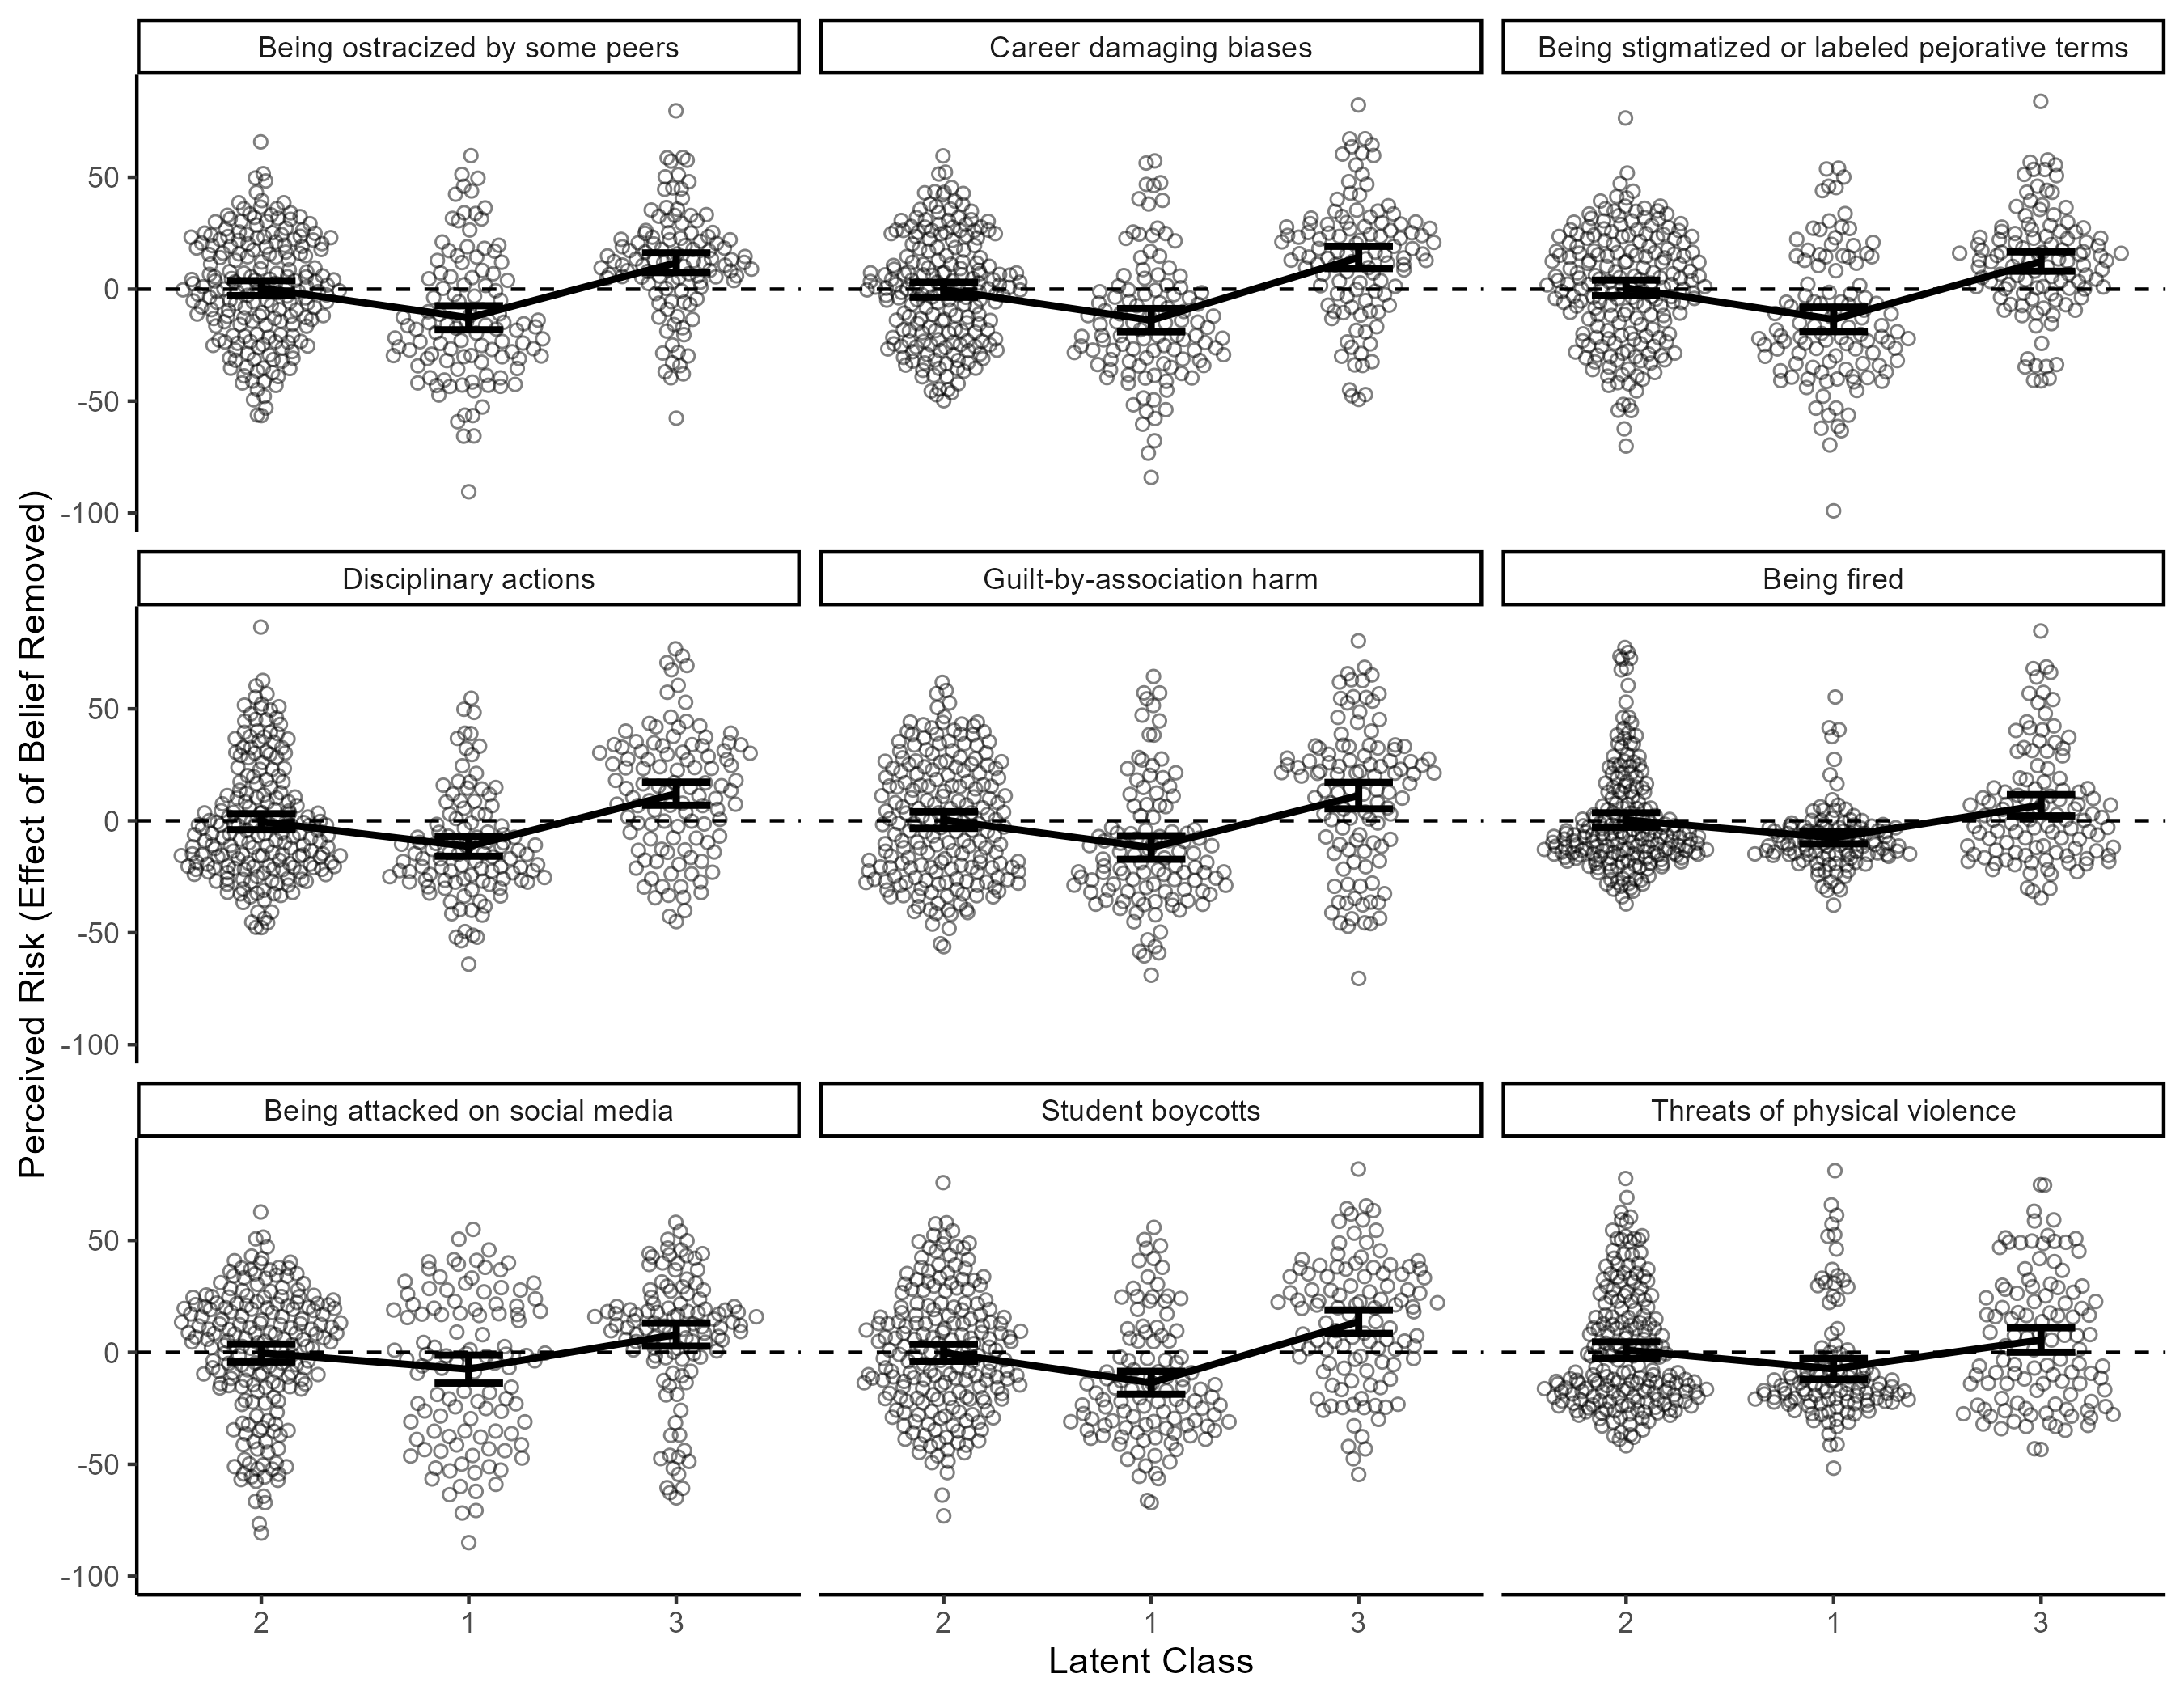 Being ostracized by some peers
Career damaging biases
Being stigmatized or labeled pejorative terms
50
0
-50
-100
Disciplinary actions
Guilt-by-association harm
Being fired
50
0
-50
-100
Being attacked on social media
Student boycotts
Threats of physical violence
50
0
-50
-100
2
1
3
2
1
3
2
1
3
Latent Class
Perceived Risk (Effect of Belief Removed)